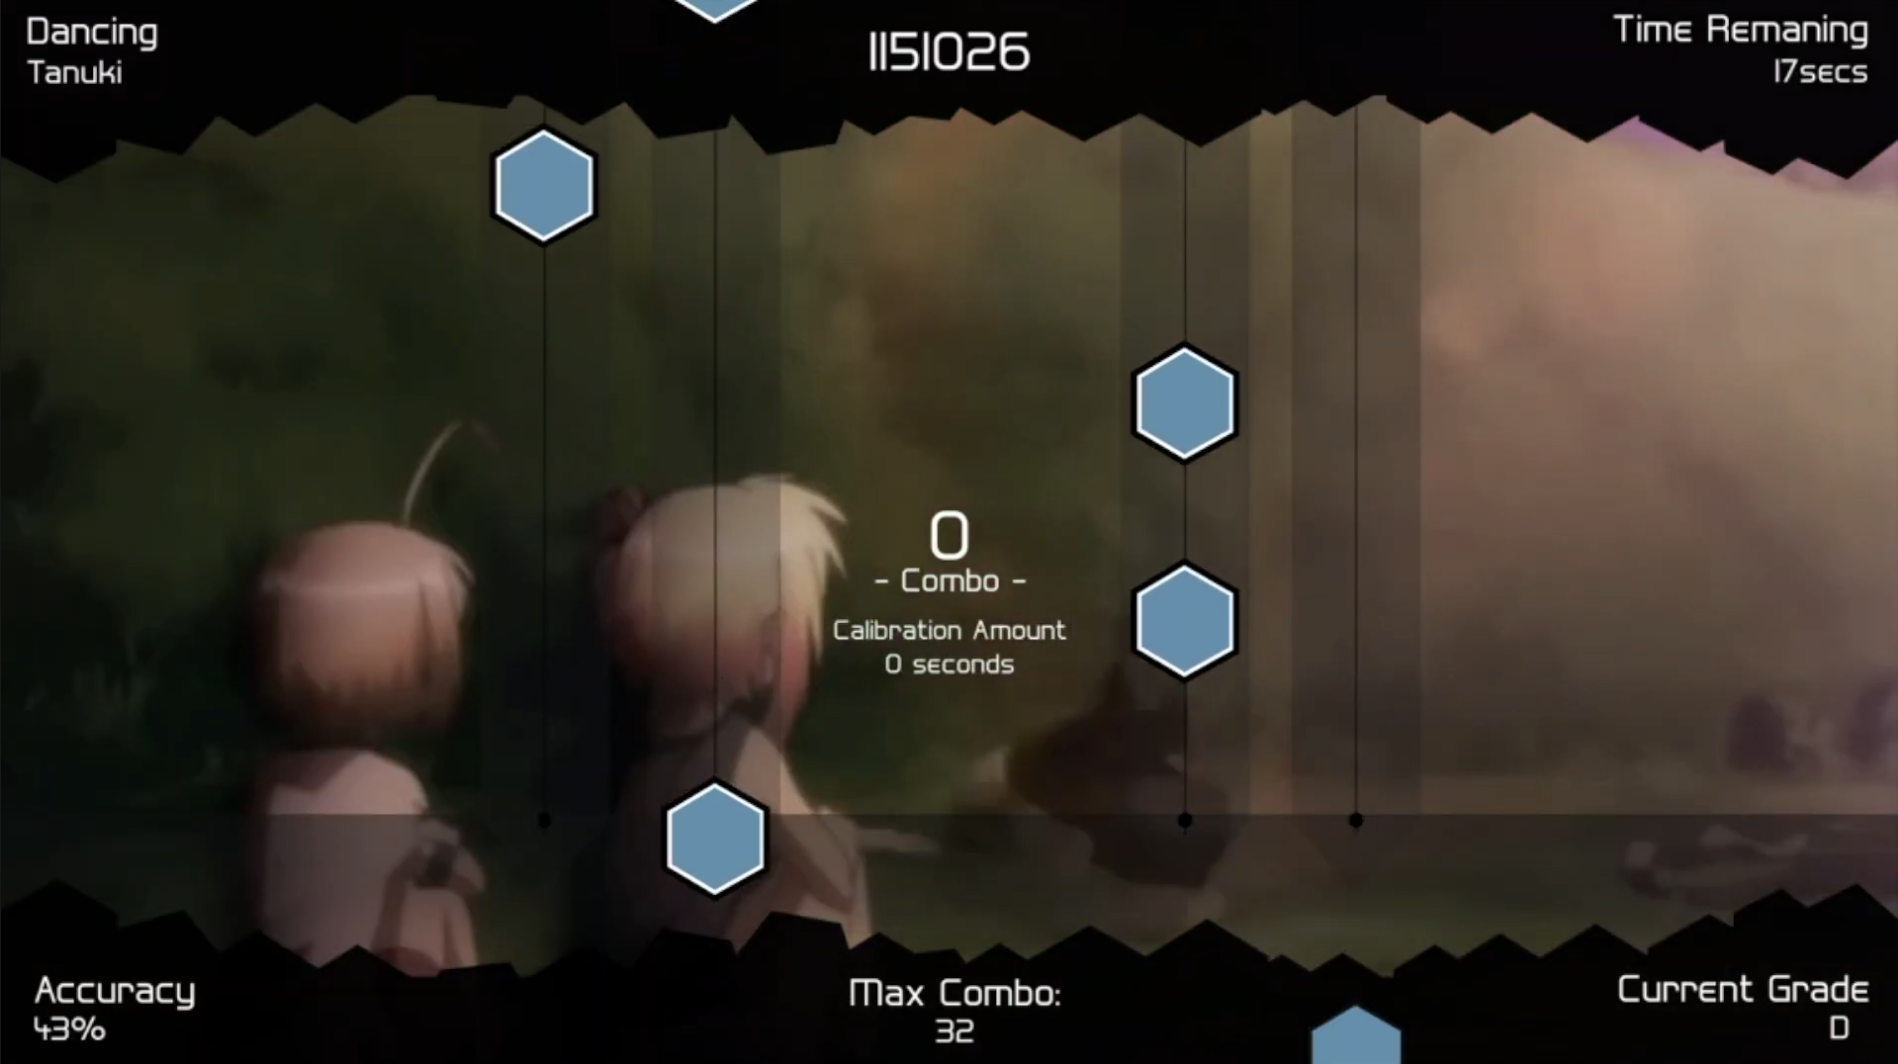 Dancing
Tanuki
1151026
Time Remaning
17secs
0
- Combo -
Calibration Amount
0 seconds
Accuracy
43%
Max Combo:
32
Current Grade
D